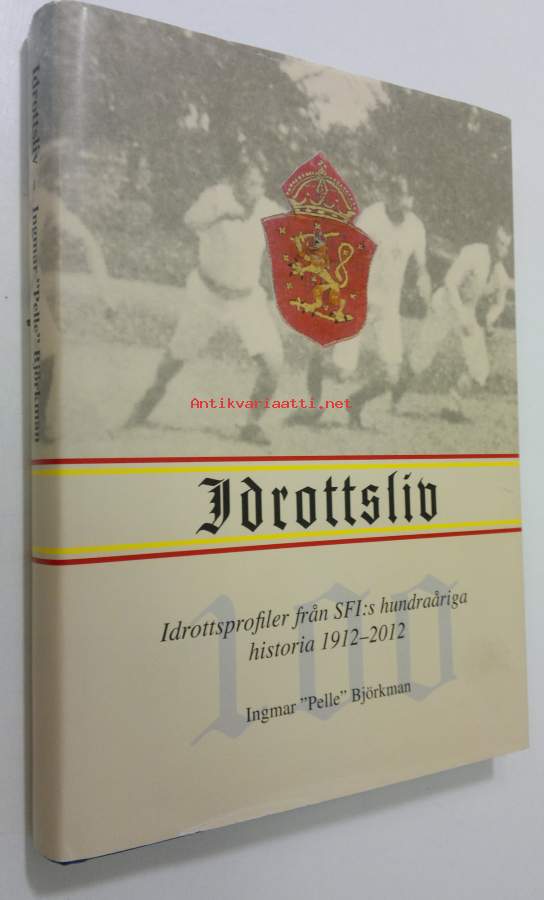 Idrottsliv – Ingmar "Pelle" Björkman
Antikvariaatti.net
Idrottsliv
100
Idrottsprofiler från SFI:s hundraåriga
historia 1912–2012
Ingmar ”Pelle” Björkman